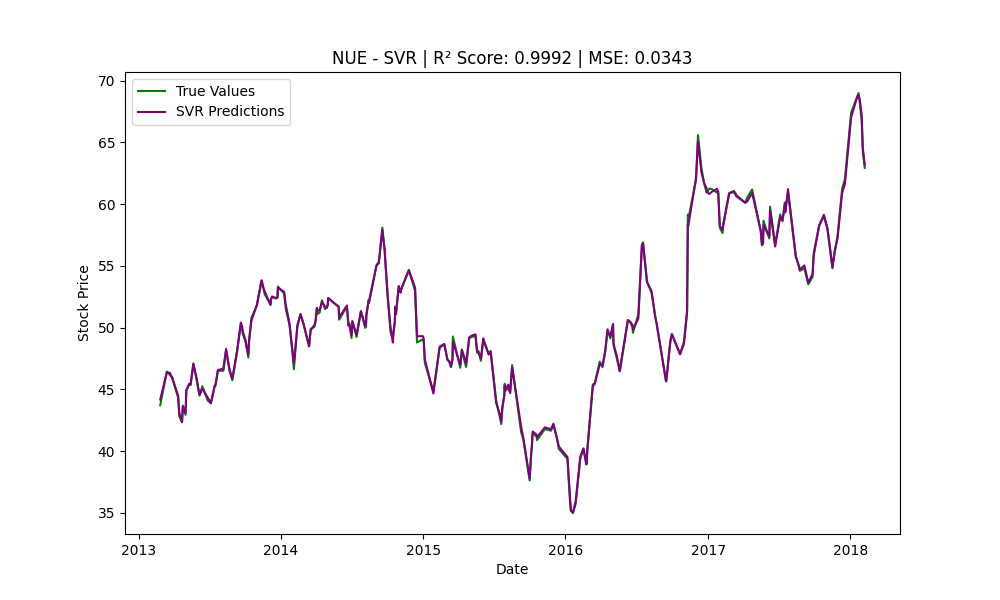 NUE - SVR | R² Score: 0.9992 | MSE: 0.0343
True Values
SVR Predictions
Stock Price
70
65
60
55
50
45
40
35
2013 2014 2015 2016 2017 2018
Date